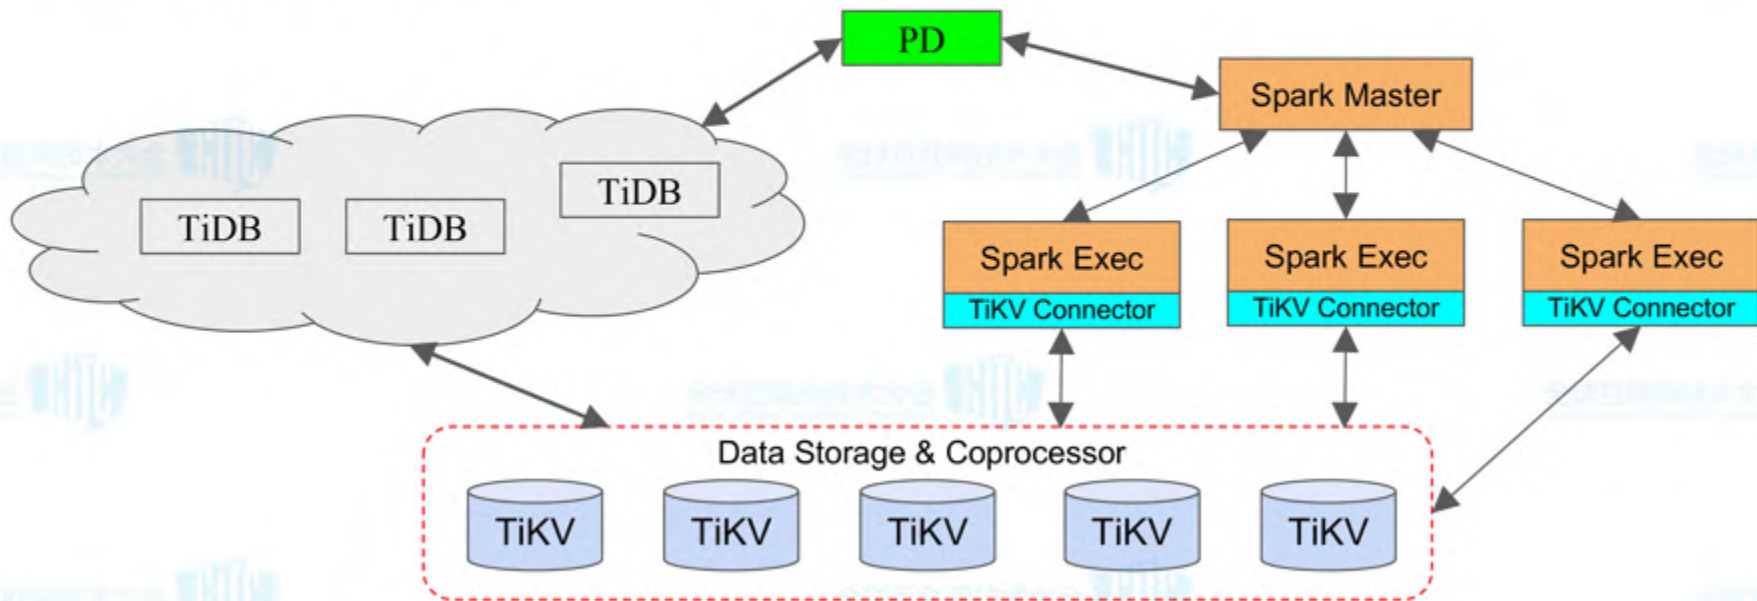 PD
Spark Master
TiDB
TiDB
TiDB
Spark Exec
Spark Exec
Spark Exec
TiKV Connector
TiKV Connector
TiKV Connector
Data Storage & Coprocessor
TiKV
TiKV
TiKV
TiKV
TiKV